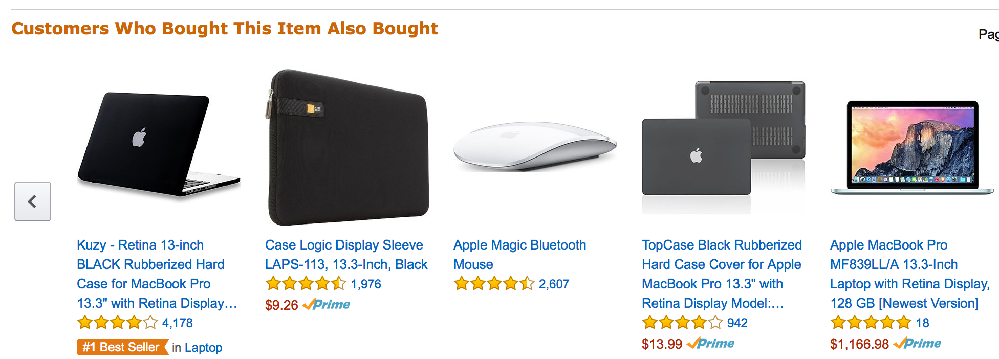 Customers Who Bought This Item Also Bought
Pag
CASE
LOGIC
Kuzy - Retina 13-inch
BLACK Rubberized Hard
Case for MacBook Pro
13.3" with Retina Display…
4,178
#1 Best Seller in Laptop
Case Logic Display Sleeve
LAPS-113, 13.3-Inch, Black
1,976
$9.26 Prime
Apple Magic Bluetooth
Mouse
2,607
TopCase Black Rubberized
Hard Case Cover for Apple
MacBook Pro 13.3" with
Retina Display Model:…
942
$13.99 Prime
Apple MacBook Pro
MF839LL/A 13.3-Inch
Laptop with Retina Display,
128 GB [Newest Version]
18
$1,166.98 Prime